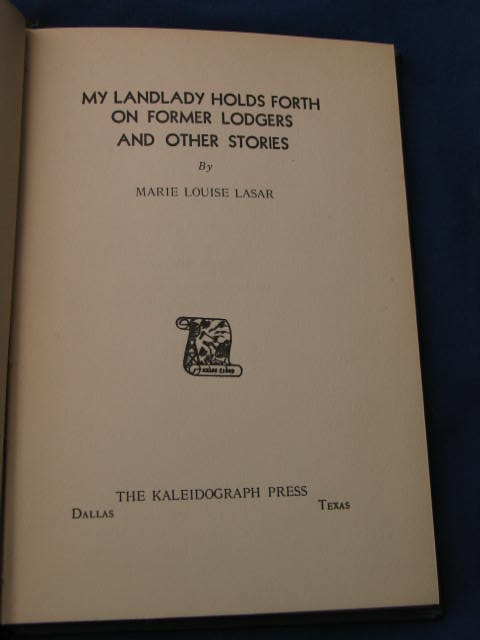 MY LANDLADY HOLDS FORTH
ON FORMER LODGERS
AND OTHER STORIES
By
MARIE LOUISE LASAR
THE KALEIDOGRAPH PRESS
DALLAS TEXAS